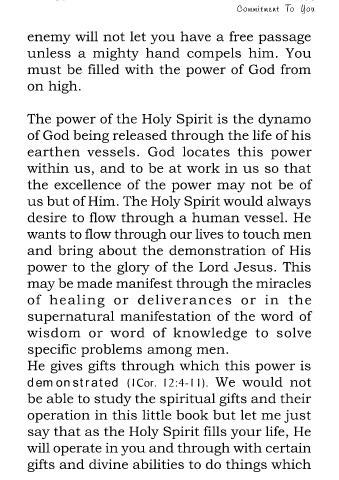 Commitment To You
enemy will not let you have a free passage
unless a mighty hand compels him. You
must be filled with the power of God from
on high.
The power of the Holy Spirit is the dynamo
of God being released through the life of his
earthen vessels. God locates this power
within us, and to be at work in us so that
the excellence of the power may not be of
us but of Him. The Holy Spirit would always
desire to flow through a human vessel. He
wants to flow through our lives to touch men
and bring about the demonstration of His
power to the glory of the Lord Jesus. This
may be made manifest through the miracles
of healing or deliverances or in the
supernatural manifestation of the word of
wisdom or word of knowledge to solve
specific problems among men.
He gives gifts through which this power is
demonstrated (1Cor. 12:4-11). We would not
be able to study the spiritual gifts and their
operation in this little book but let me just
say that as the Holy Spirit fills your life, He
will operate in you and through with certain
gifts and divine abilities to do things which